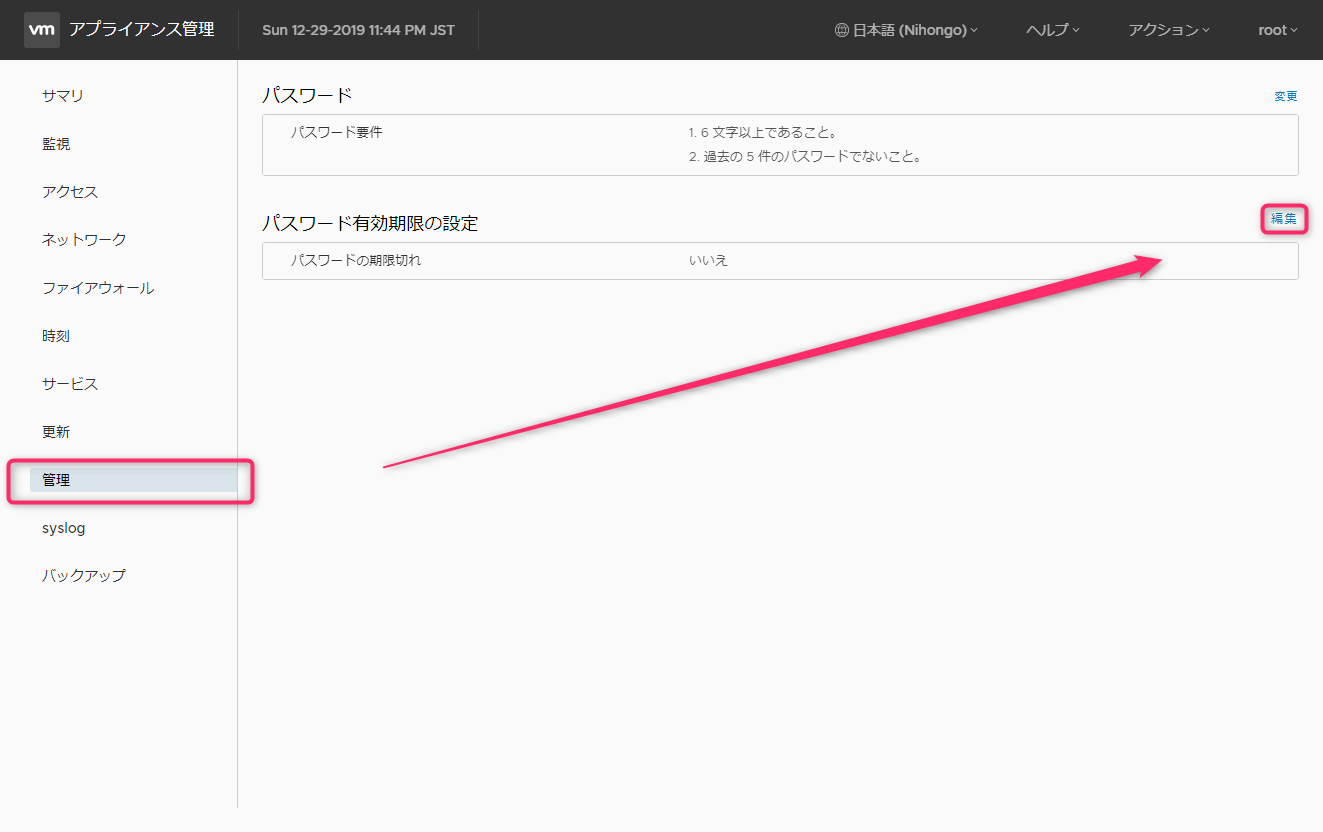 vm アプライアンス管理 Sun 12-29-2019 11:44 PM JST 日本語 (Nihongo) ヘルプ アクション root
サマリ
監視
アクセス
ネットワーク
ファイアウォール
時刻
サービス
更新
管理
syslog
バックアップ
パスワード 変更
パスワード要件 1. 6 文字以上であること。
2. 過去の 5 件のパスワードでないこと。
パスワード有効期限の設定 編集
パスワードの期限切れ いいえ